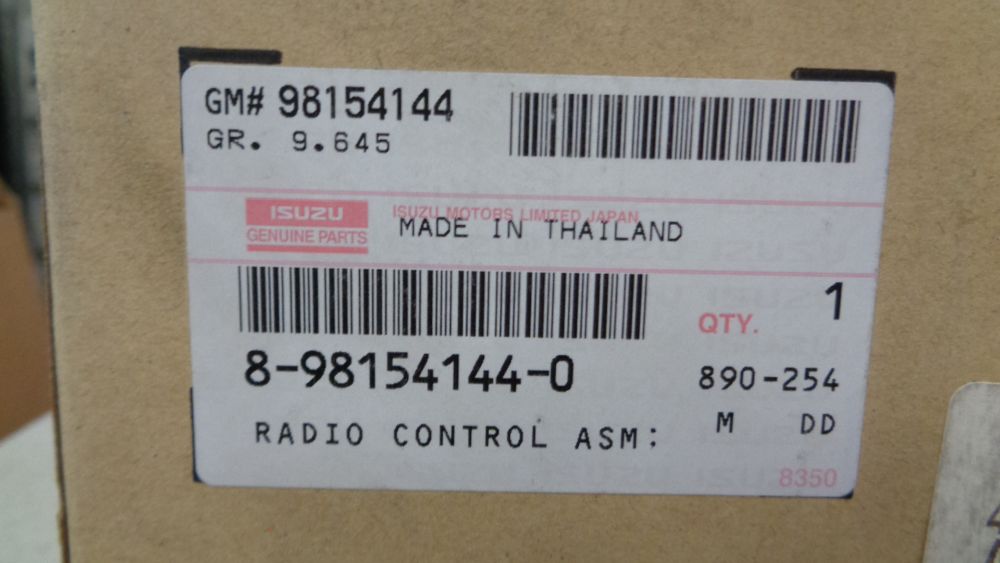 GM# 98154144
GR. 9.645
ISUZU
GENUINE PARTS
ISUZU MOTORS LIMITED JAPAN
MADE IN THAILAND
1
QTY.
8-98154144-0
890-254
M DD
RADIO CONTROL ASM:
8350